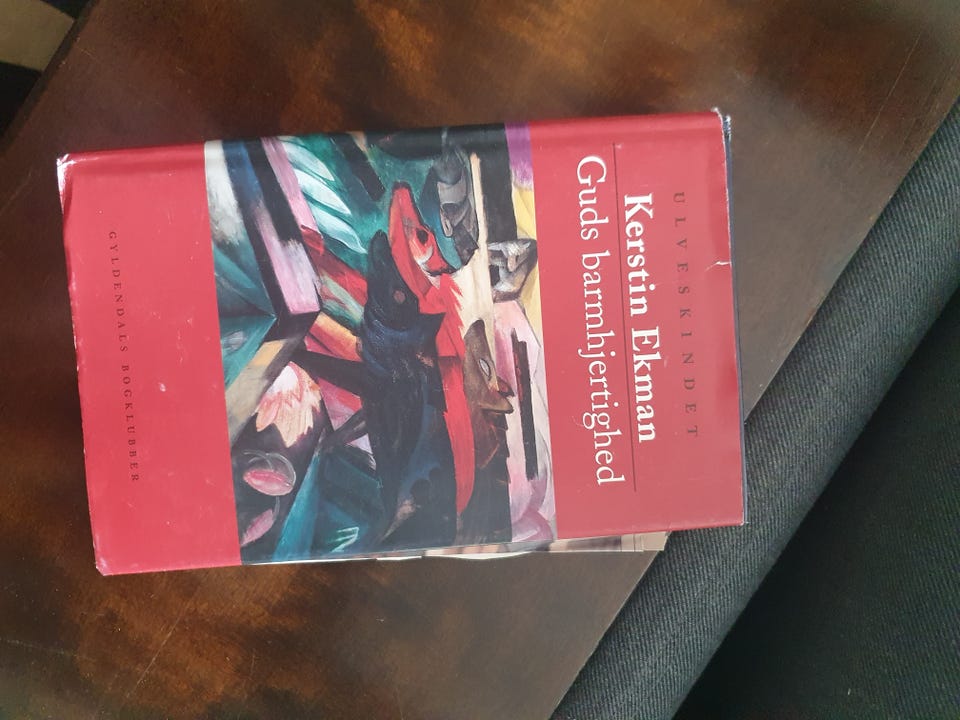 ULVESKINDET
Kerstin Ekman
Guds barmhjertighed
GYLDENDALS BOGKLUBBER